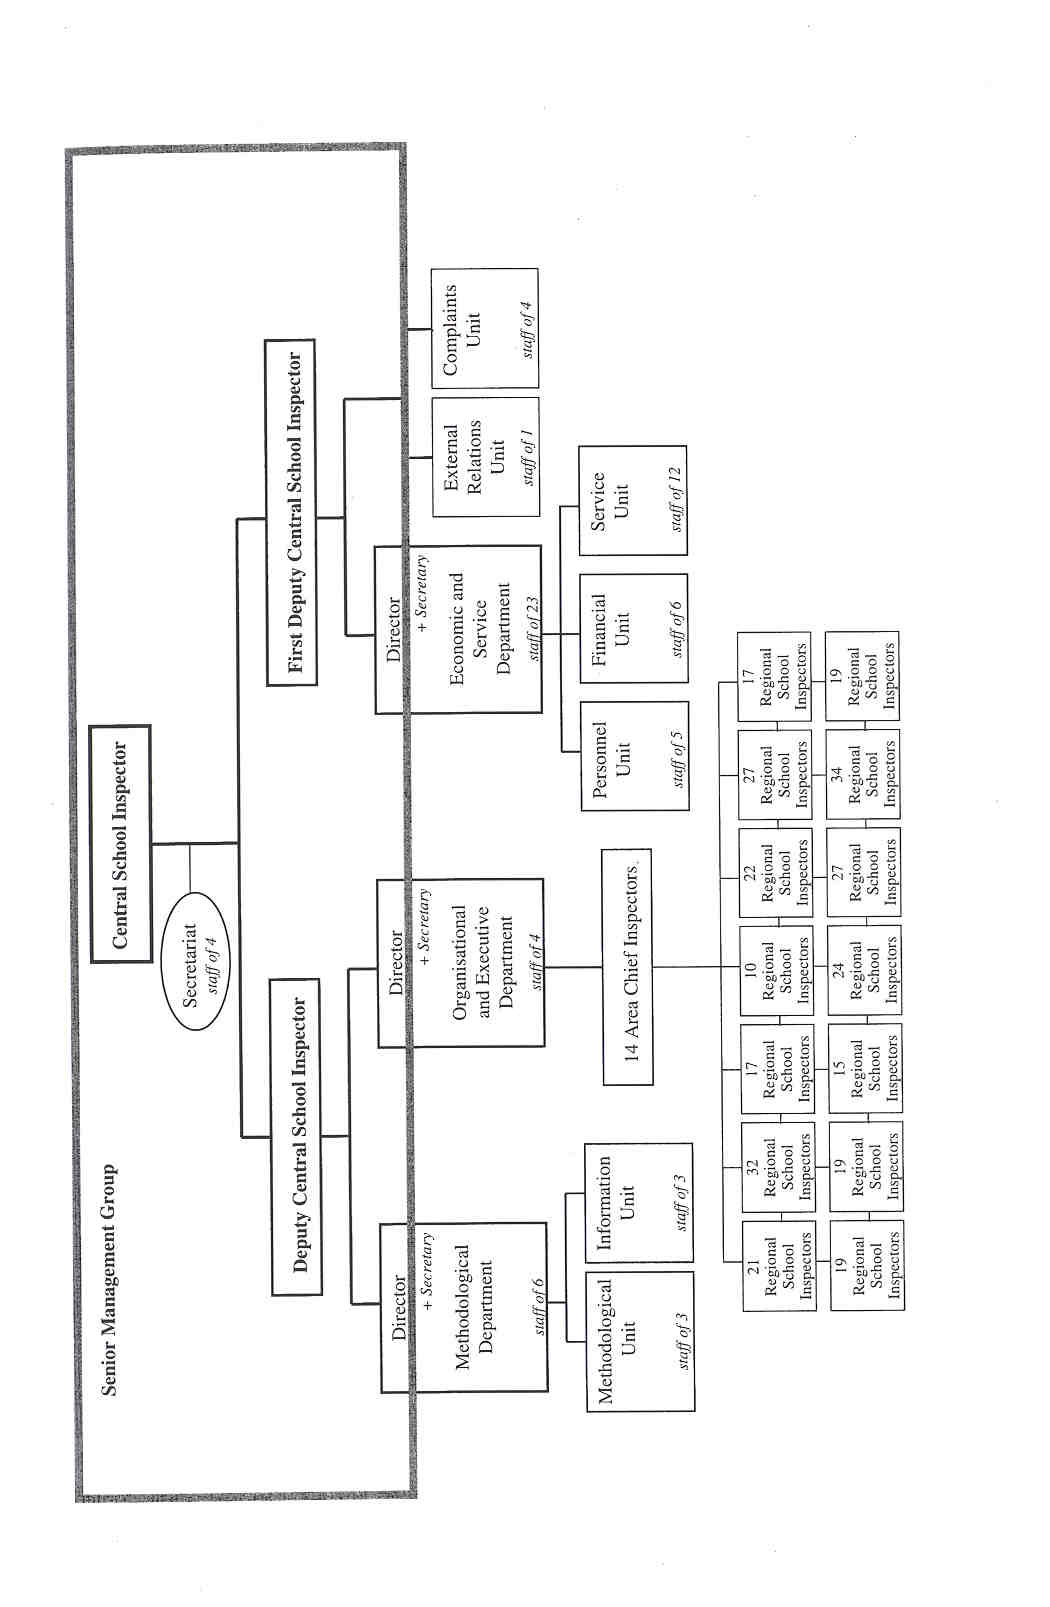 Senior Management Group
Central School Inspector
Secretariat
staff of 4
Deputy Central School Inspector
First Deputy Central School Inspector
Director
+ Secretary
Methodological
Department
staff of 6
Director
+ Secretary
Organisational
and Executive
Department
staff of 4
Director
+ Secretary
Economic and
Service
Department
staff of 23
External
Relations
Unit
staff of 1
Complaints
Unit
staff of 4
Methodological
Unit
staff of 3
Information
Unit
staff of 3
14 Area Chief Inspectors
Personnel
Unit
staff of 5
Financial
Unit
staff of 6
Service
Unit
staff of 12
21
Regional
School
Inspectors
32
Regional
School
Inspectors
17
Regional
School
Inspectors
10
Regional
School
Inspectors
22
Regional
School
Inspectors
27
Regional
School
Inspectors
17
Regional
School
Inspectors
19
Regional
School
Inspectors
19
Regional
School
Inspectors
15
Regional
School
Inspectors
24
Regional
School
Inspectors
27
Regional
School
Inspectors
34
Regional
School
Inspectors
19
Regional
School
Inspectors